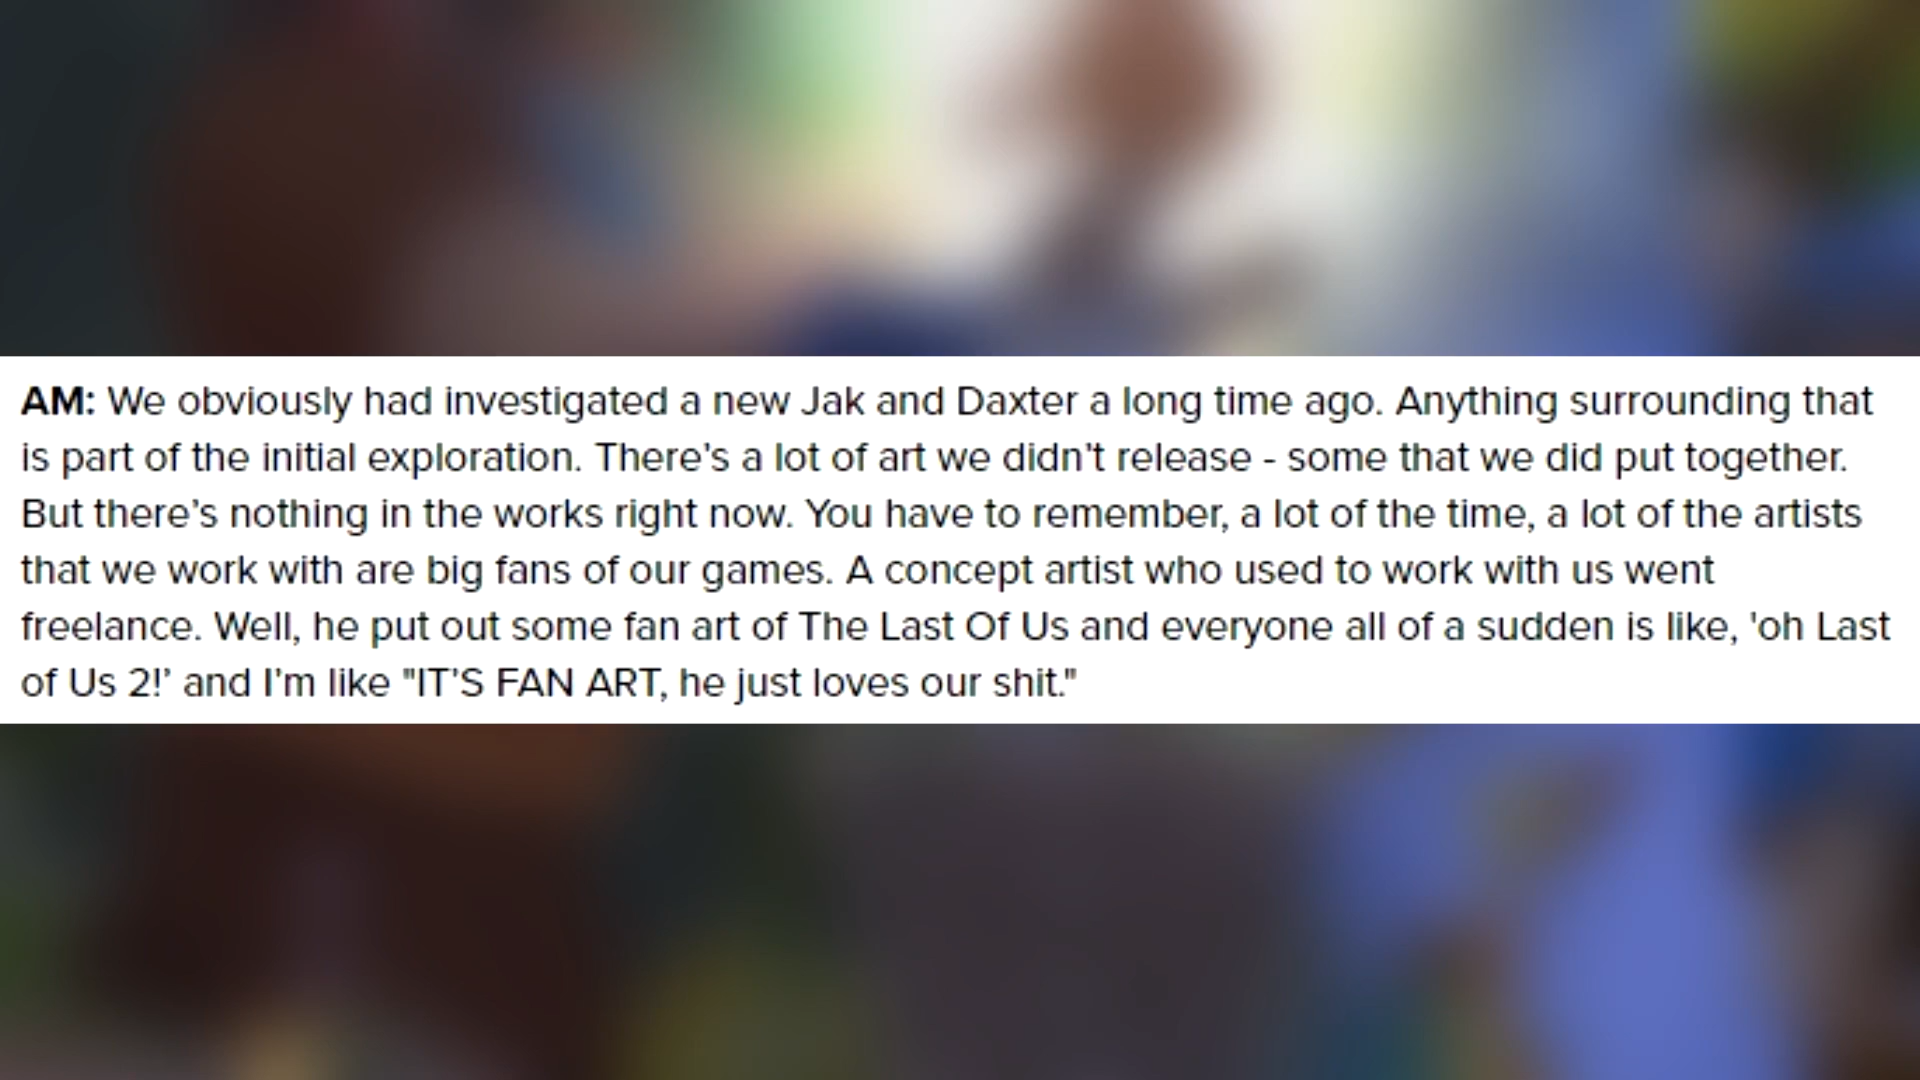 AM: We obviously had investigated a new Jak and Daxter a long time ago. Anything surrounding that
is part of the initial exploration. There’s a lot of art we didn't release - some that we did put together.
But there’s nothing in the works right now. You have to remember, a lot of the time, a lot of the artists
that we work with are big fans of our games. A concept artist who used to work with us went
freelance. Well, he put out some fan art of The Last Of Us and everyone all of a sudden is like, 'oh Last
of Us 2!’ and I'm like "IT'S FAN ART, he just loves our shit."